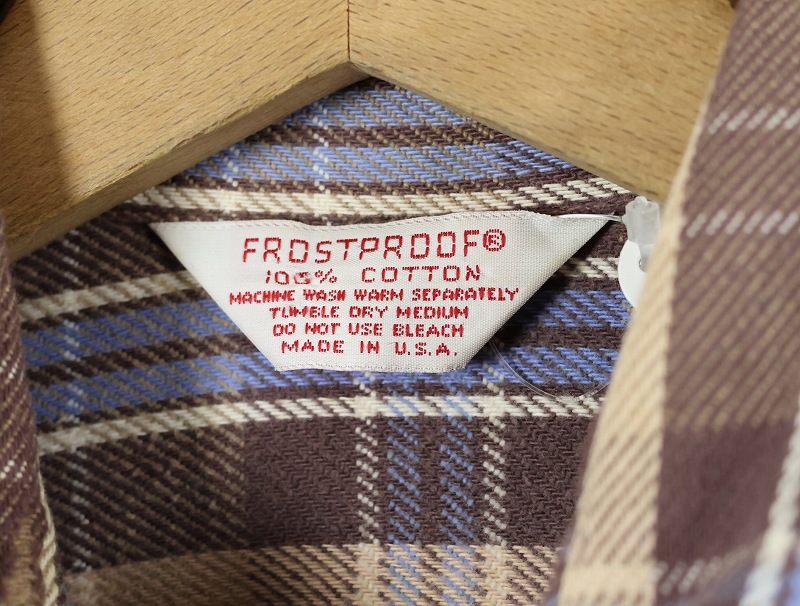 FROSTPROOF®
100% COTTON
MACHINE WASH WARM SEPARATELY
TUMBLE DRY MEDIUM
DO NOT USE BLEACH
MADE IN U.S.A.